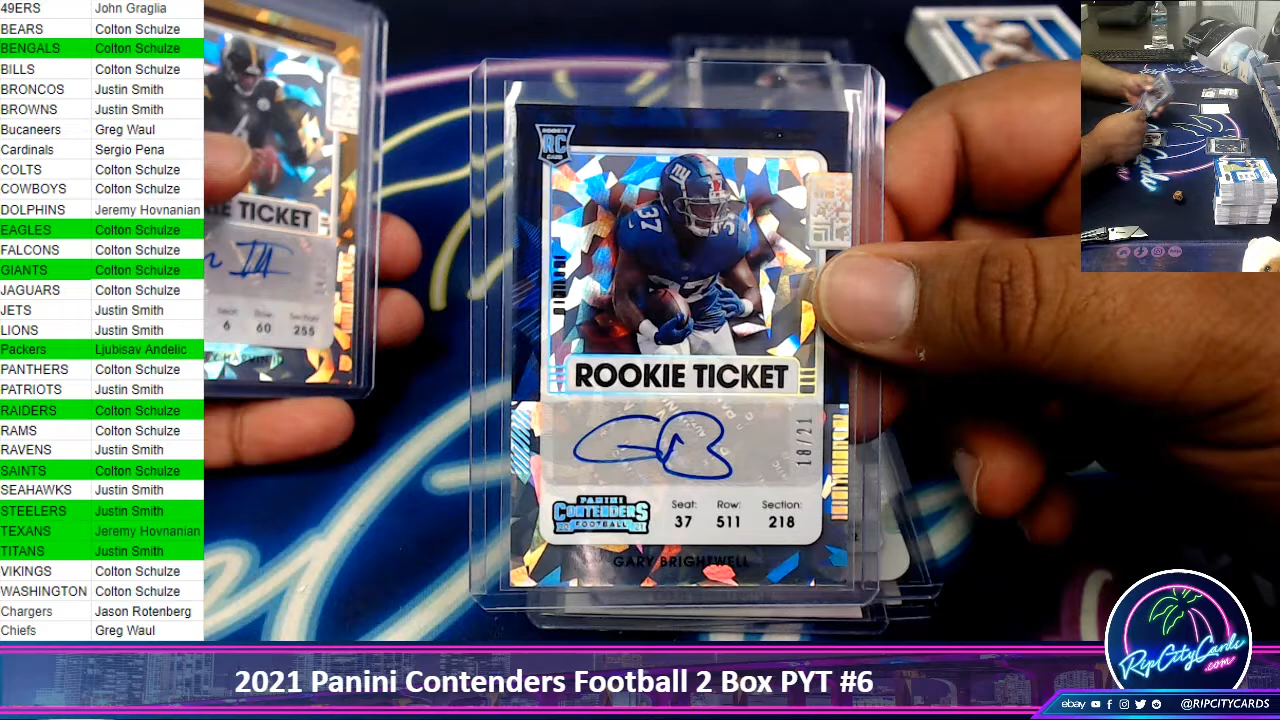 49ERS John Graglia
BEARS Colton Schulze
BENGALS Colton Schulze
BILLS Colton Schulze
BRONCOS Justin Smith
BROWNS Justin Smith
Bucaneers Greg Waul
Cardinals Sergio Pena
COLTS Colton Schulze
COWBOYS Colton Schulze
DOLPHINS Jeremy Hovnanian
EAGLES Colton Schulze
FALCONS Colton Schulze
GIANTS Colton Schulze
JAGUARS Colton Schulze
JETS Justin Smith
LIONS Justin Smith
Packers Ljubisav Andelic
PANTHERS Colton Schulze
PATRIOTS Justin Smith
RAIDERS Colton Schulze
RAMS Colton Schulze
RAVENS Justin Smith
SAINTS Colton Schulze
SEAHAWKS Justin Smith
STEELERS Justin Smith
TEXANS Jeremy Hovnanian
TITANS Justin Smith
VIKINGS Colton Schulze
WASHINGTON Colton Schulze
Chargers Jason Rotenberg
Chiefs Greg Waul
TICKET
Seat: Row: Section:
6 60 255
ROOKIE
RC
37
ROOKIE TICKET
18/21
PANINI
CONTENDERS
FOOTBALL
Seat: Row: Section:
37 511 218
GARY BRIGHTWELL
2021 Panini Contenders Football 2 Box PYT #6
RipCityCards
.com
ebay @RIPCITYCARDS